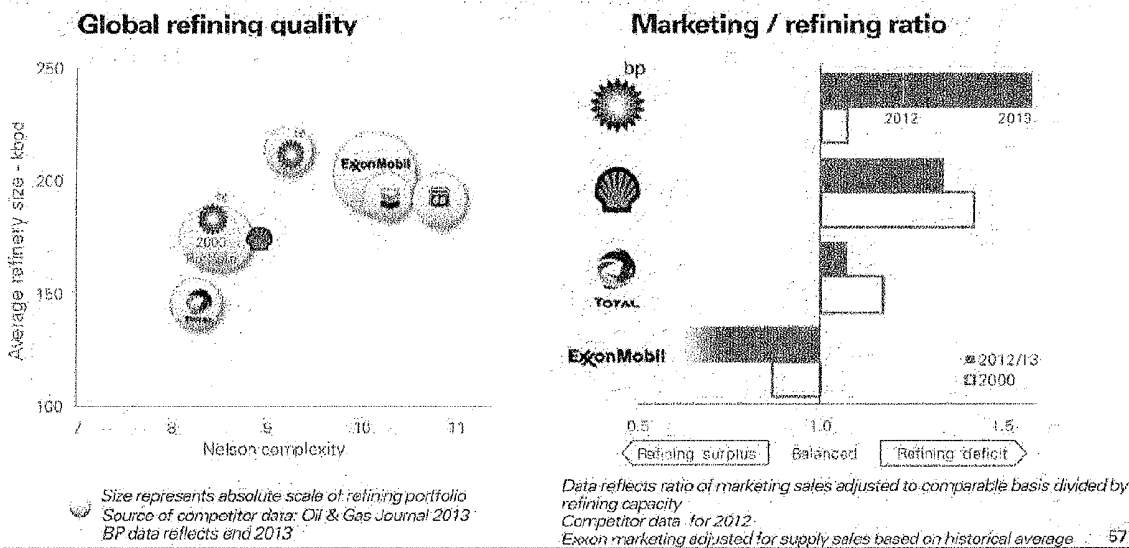 Global refining quality
250
200
150
100
Average refinery size - kbpd
ExxonMobil
2000
7
8
9
10
11
Nelson complexity
Size represents absolute scale of refining portfolio
Source of competitor data: Oil & Gas Journal 2013
BP data reflects end 2013
Marketing / refining ratio
bp
2012
2013
TOTAL
ExxonMobil
2012/13
2000
0.5
1.0
1.5
Refining surplus
Balanced
Refining deficit
Data reflects ratio of marketing sales adjusted to comparable basis divided by
refining capacity
Competitor data for 2012
Exxon marketing adjusted for supply sales based on historical average
57